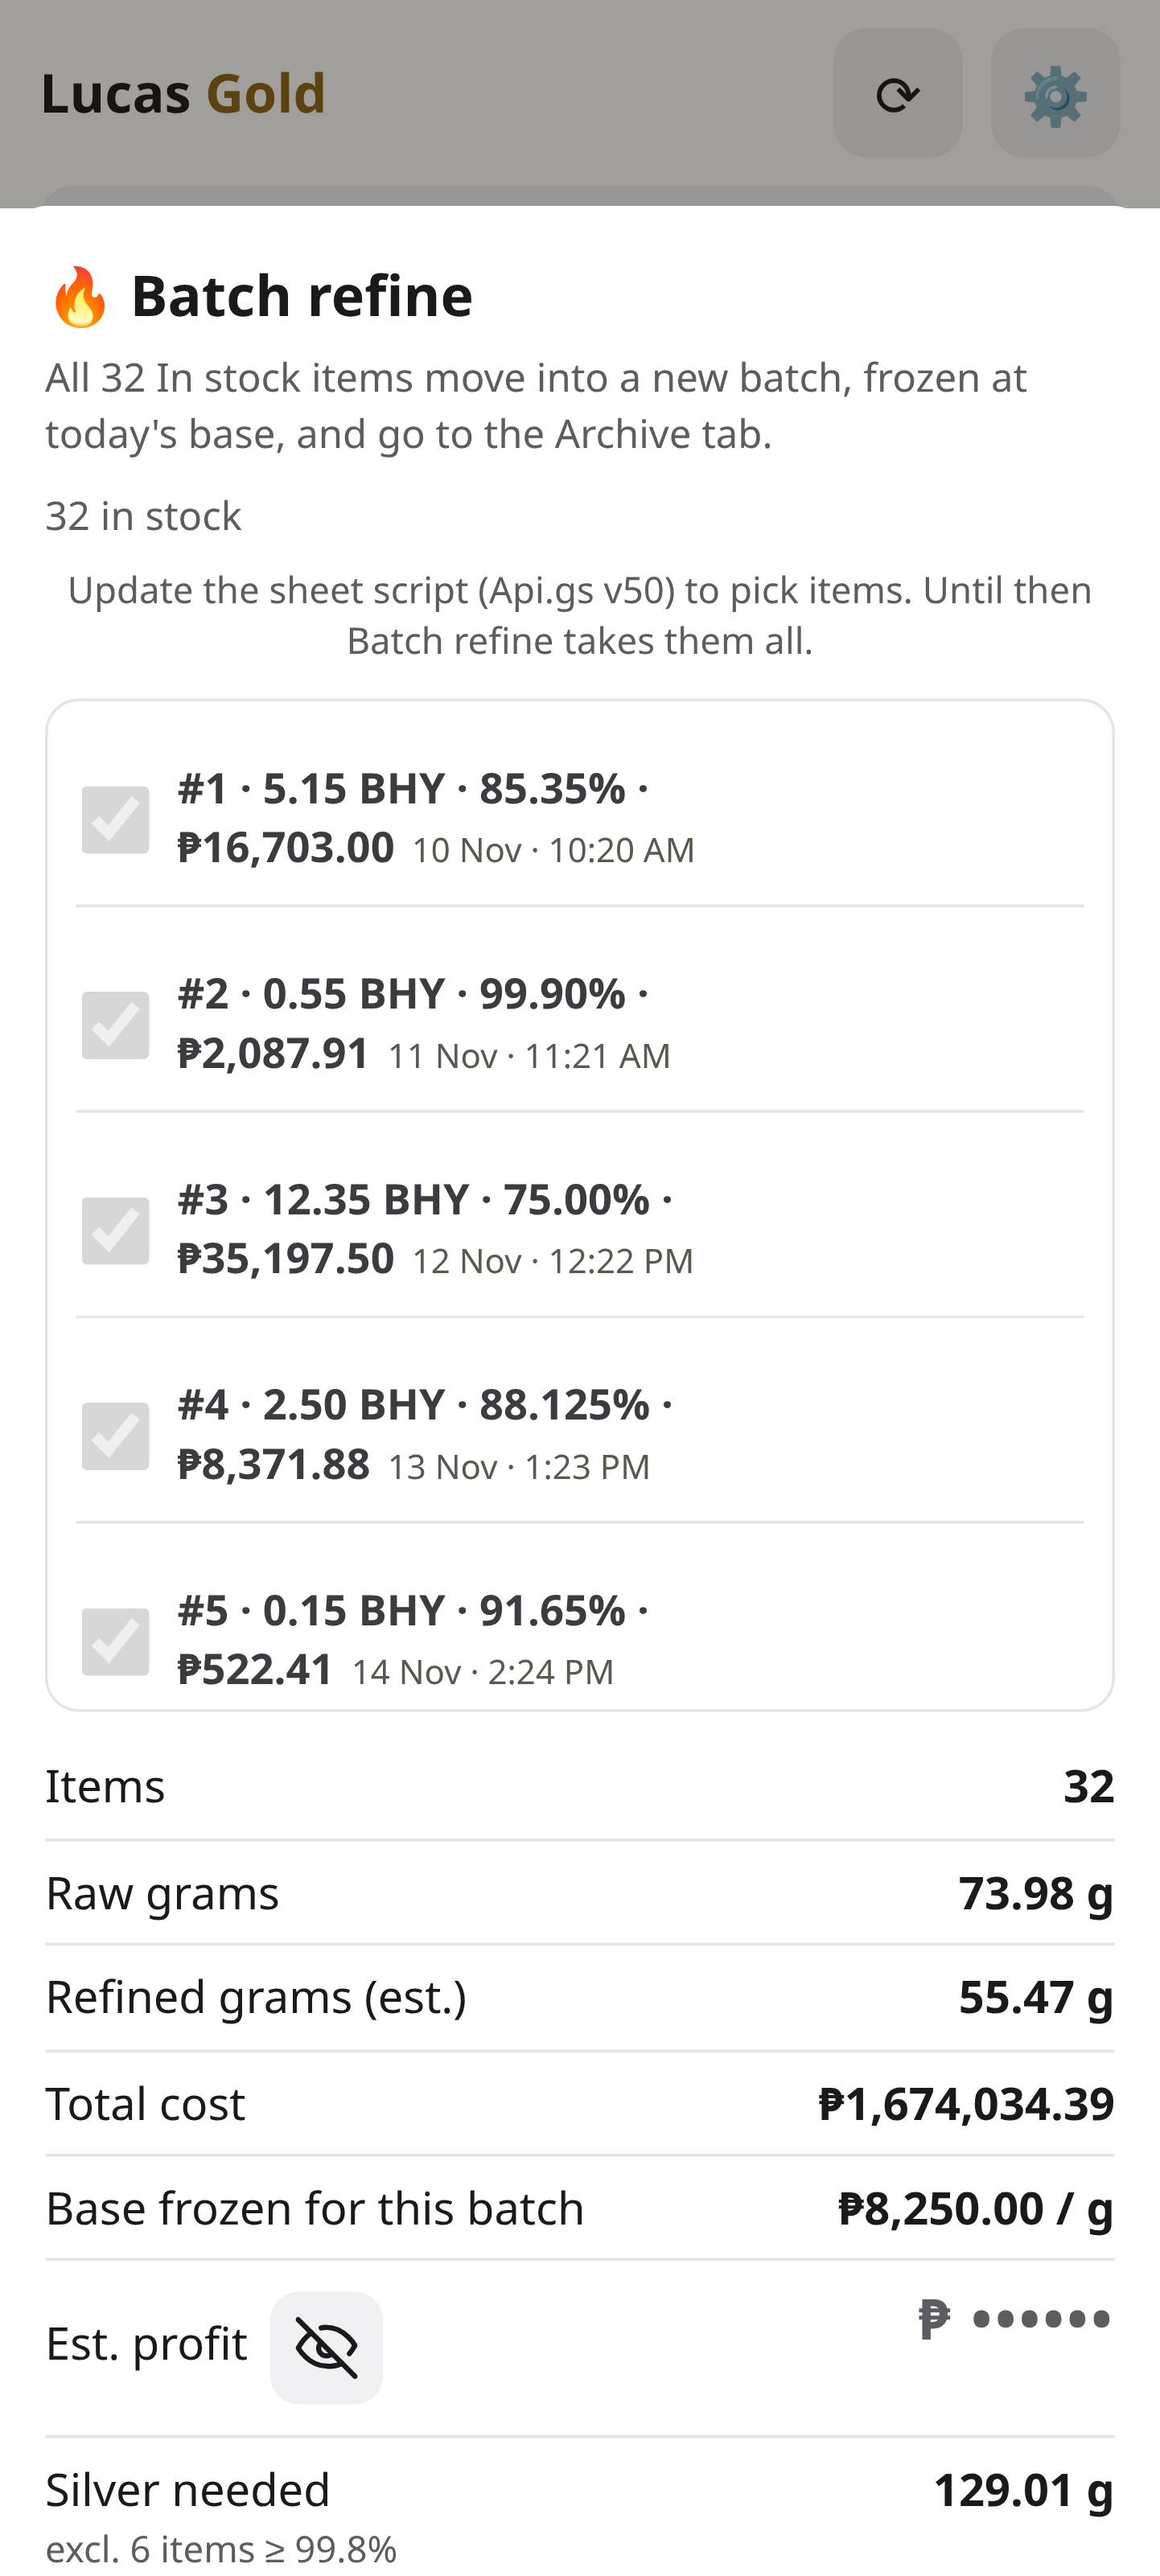 Lucas Gold
🔥 Batch refine
All 32 In stock items move into a new batch, frozen at
today's base, and go to the Archive tab.
32 in stock
Update the sheet script (Api.gs v50) to pick items. Until then
Batch refine takes them all.
#1 · 5.15 BHY · 85.35% ·
₱16,703.00 10 Nov · 10:20 AM
#2 · 0.55 BHY · 99.90% ·
₱2,087.91 11 Nov · 11:21 AM
#3 · 12.35 BHY · 75.00% ·
₱35,197.50 12 Nov · 12:22 PM
#4 · 2.50 BHY · 88.125% ·
₱8,371.88 13 Nov · 1:23 PM
#5 · 0.15 BHY · 91.65% ·
₱522.41 14 Nov · 2:24 PM
Items 32
Raw grams 73.98 g
Refined grams (est.) 55.47 g
Total cost ₱1,674,034.39
Base frozen for this batch ₱8,250.00 / g
Est. profit ₱ ••••••
Silver needed 129.01 g
excl. 6 items ≥ 99.8%